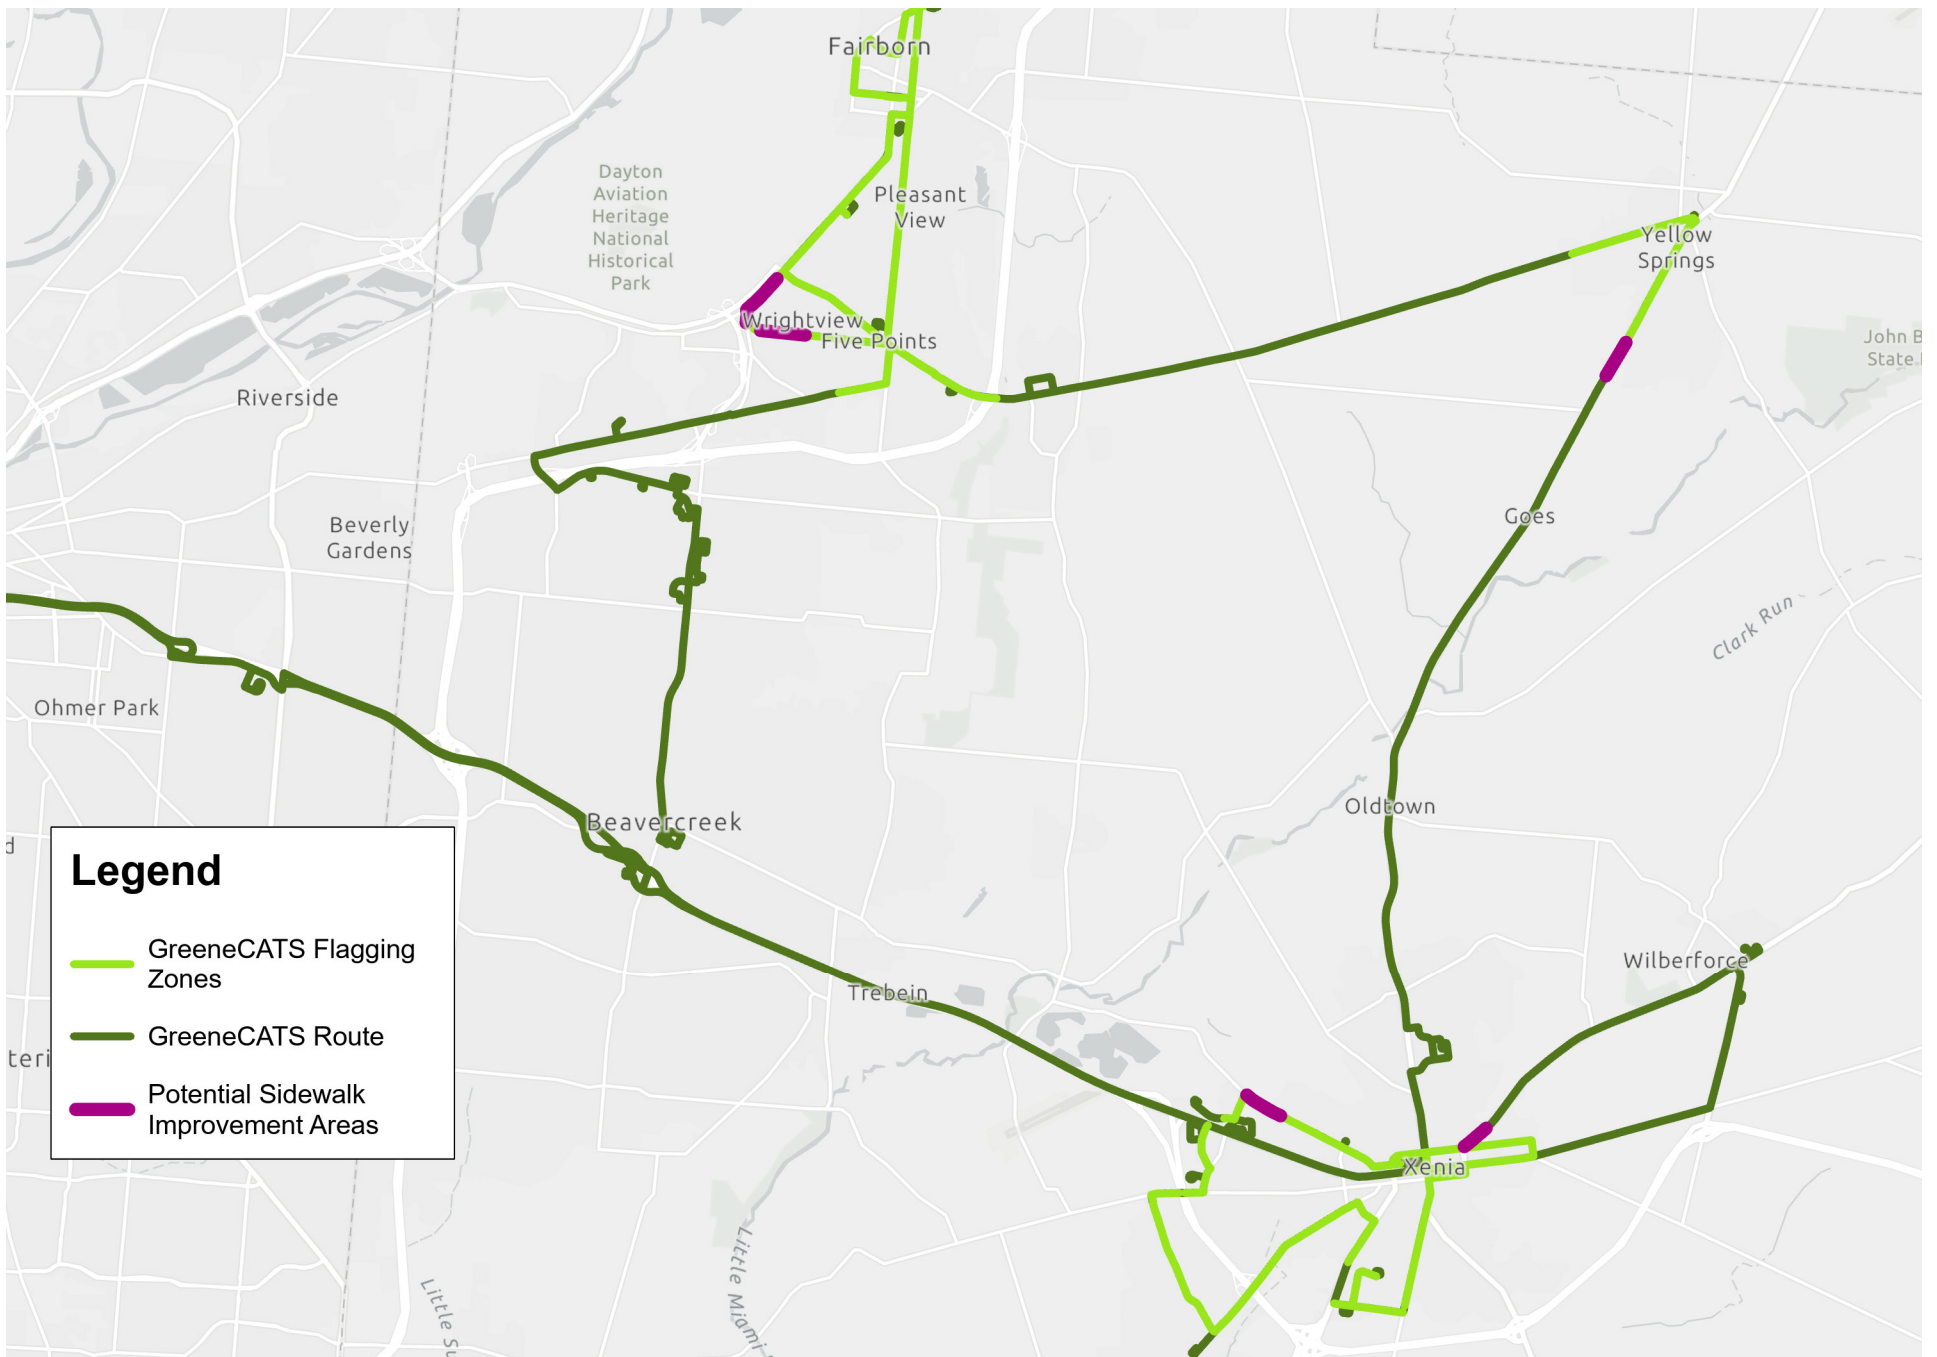 Fairborn
Dayton
Aviation
Heritage
National
Historical
Park
Pleasant
View
Yellow
Springs
Wrightview
Five Points
John B
State
Riverside
Goes
Beverly
Gardens
Clark Run
Ohmer Park
Oldtown
Beavercreek
d
Legend
GreeneCATS Flagging
Zones
GreeneCATS Route
Potential Sidewalk
Improvement Areas
teri
Wilberforce
Trebein
Xenia
Little Miami
Little Su